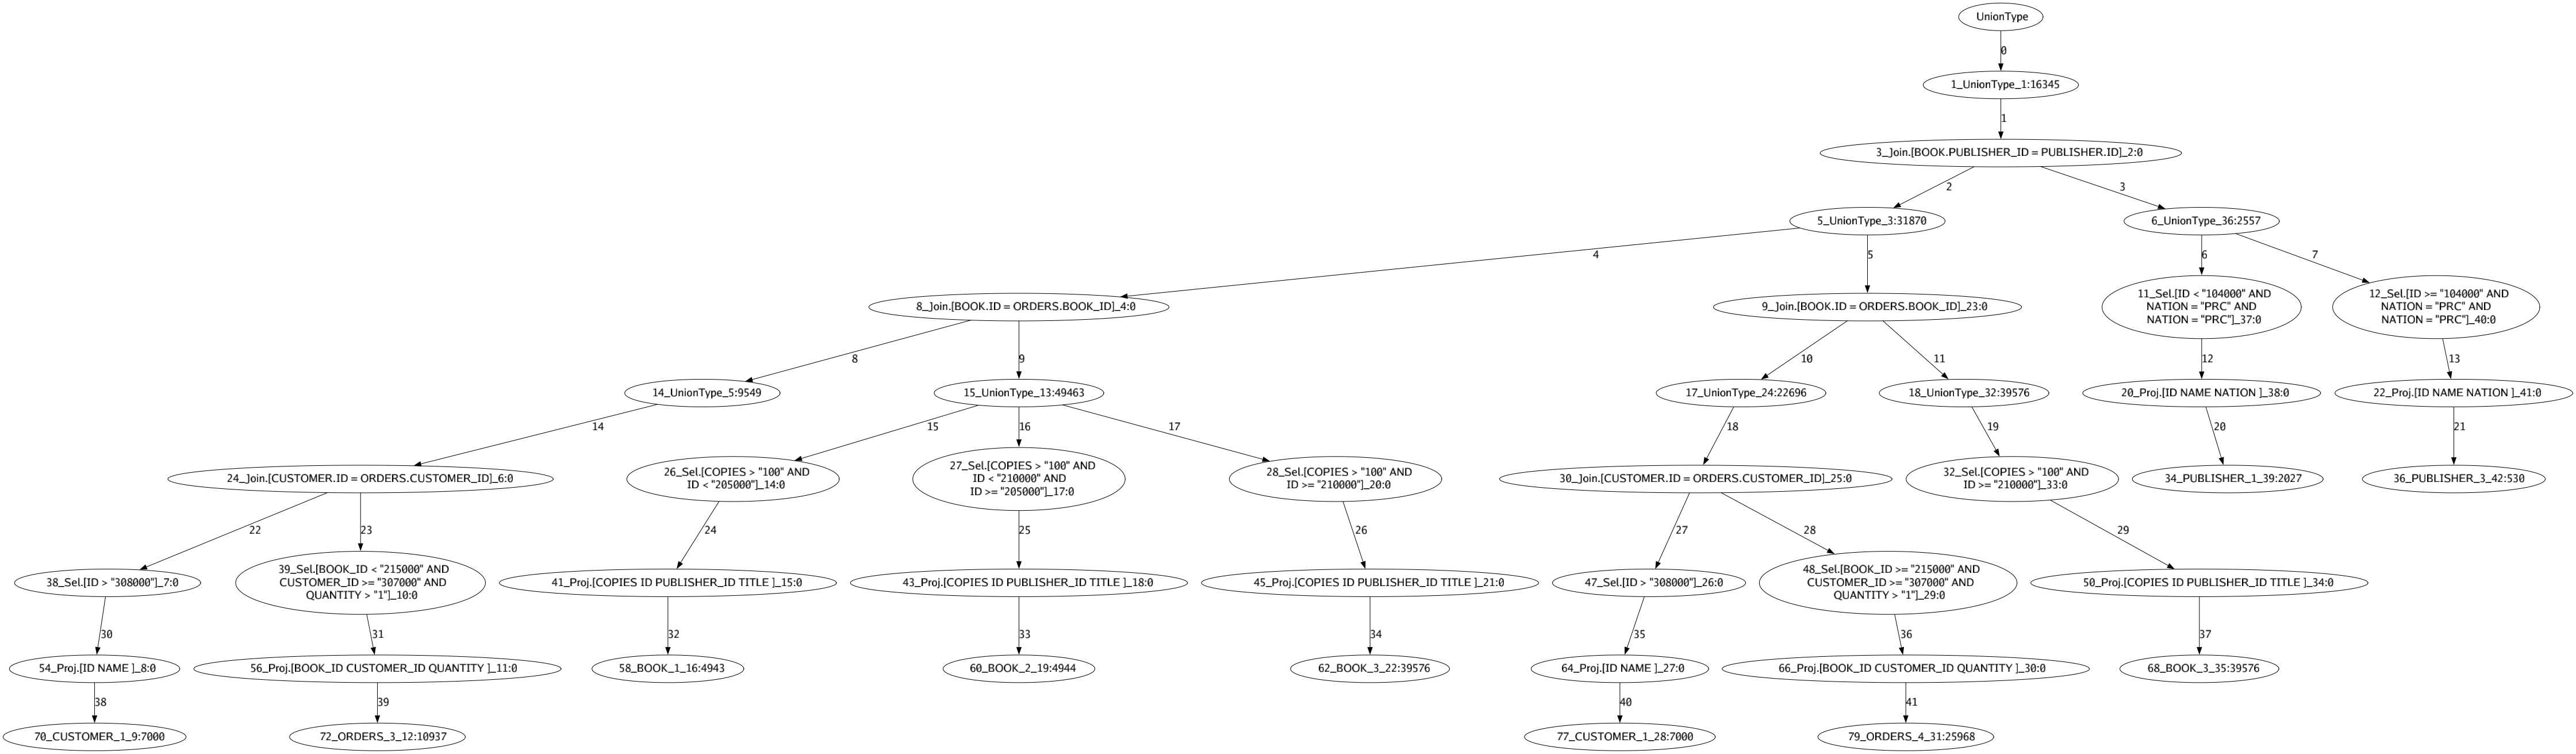 UnionType
0
1_UnionType_1:16345
1
3_Join.[BOOK.PUBLISHER_ID = PUBLISHER.ID]_2:0
2
3
5_UnionType_3:31870
6_UnionType_36:2557
4
5
6
7
8_Join.[BOOK.ID = ORDERS.BOOK_ID]_4:0
9_Join.[BOOK.ID = ORDERS.BOOK_ID]_23:0
11_Sel.[ID < "104000" AND
NATION = "PRC" AND
NATION = "PRC"]_37:0
12_Sel.[ID >= "104000" AND
NATION = "PRC" AND
NATION = "PRC"]_40:0
8
9
10
11
12
13
14_UnionType_5:9549
15_UnionType_13:49463
17_UnionType_24:22696
18_UnionType_32:39576
20_Proj.[ID NAME NATION ]_38:0
22_Proj.[ID NAME NATION ]_41:0
14
15
16
17
18
19
20
21
24_Join.[CUSTOMER.ID = ORDERS.CUSTOMER_ID]_6:0
26_Sel.[COPIES > "100" AND
ID < "205000"]_14:0
27_Sel.[COPIES > "100" AND
ID < "210000" AND
ID >= "205000"]_17:0
28_Sel.[COPIES > "100" AND
ID >= "210000"]_20:0
30_Join.[CUSTOMER.ID = ORDERS.CUSTOMER_ID]_25:0
32_Sel.[COPIES > "100" AND
ID >= "210000"]_33:0
34_PUBLISHER_1_39:2027
36_PUBLISHER_3_42:530
22
23
24
25
26
27
28
29
38_Sel.[ID > "308000"]_7:0
39_Sel.[BOOK_ID < "215000" AND
CUSTOMER_ID >= "307000" AND
QUANTITY > "1"]_10:0
41_Proj.[COPIES ID PUBLISHER_ID TITLE ]_15:0
43_Proj.[COPIES ID PUBLISHER_ID TITLE ]_18:0
45_Proj.[COPIES ID PUBLISHER_ID TITLE ]_21:0
47_Sel.[ID > "308000"]_26:0
48_Sel.[BOOK_ID >= "215000" AND
CUSTOMER_ID >= "307000" AND
QUANTITY > "1"]_29:0
50_Proj.[COPIES ID PUBLISHER_ID TITLE ]_34:0
30
31
32
33
34
35
36
37
54_Proj.[ID NAME ]_8:0
56_Proj.[BOOK_ID CUSTOMER_ID QUANTITY ]_11:0
58_BOOK_1_16:4943
60_BOOK_2_19:4944
62_BOOK_3_22:39576
64_Proj.[ID NAME ]_27:0
66_Proj.[BOOK_ID CUSTOMER_ID QUANTITY ]_30:0
68_BOOK_3_35:39576
38
39
40
41
70_CUSTOMER_1_9:7000
72_ORDERS_3_12:10937
77_CUSTOMER_1_28:7000
79_ORDERS_4_31:25968